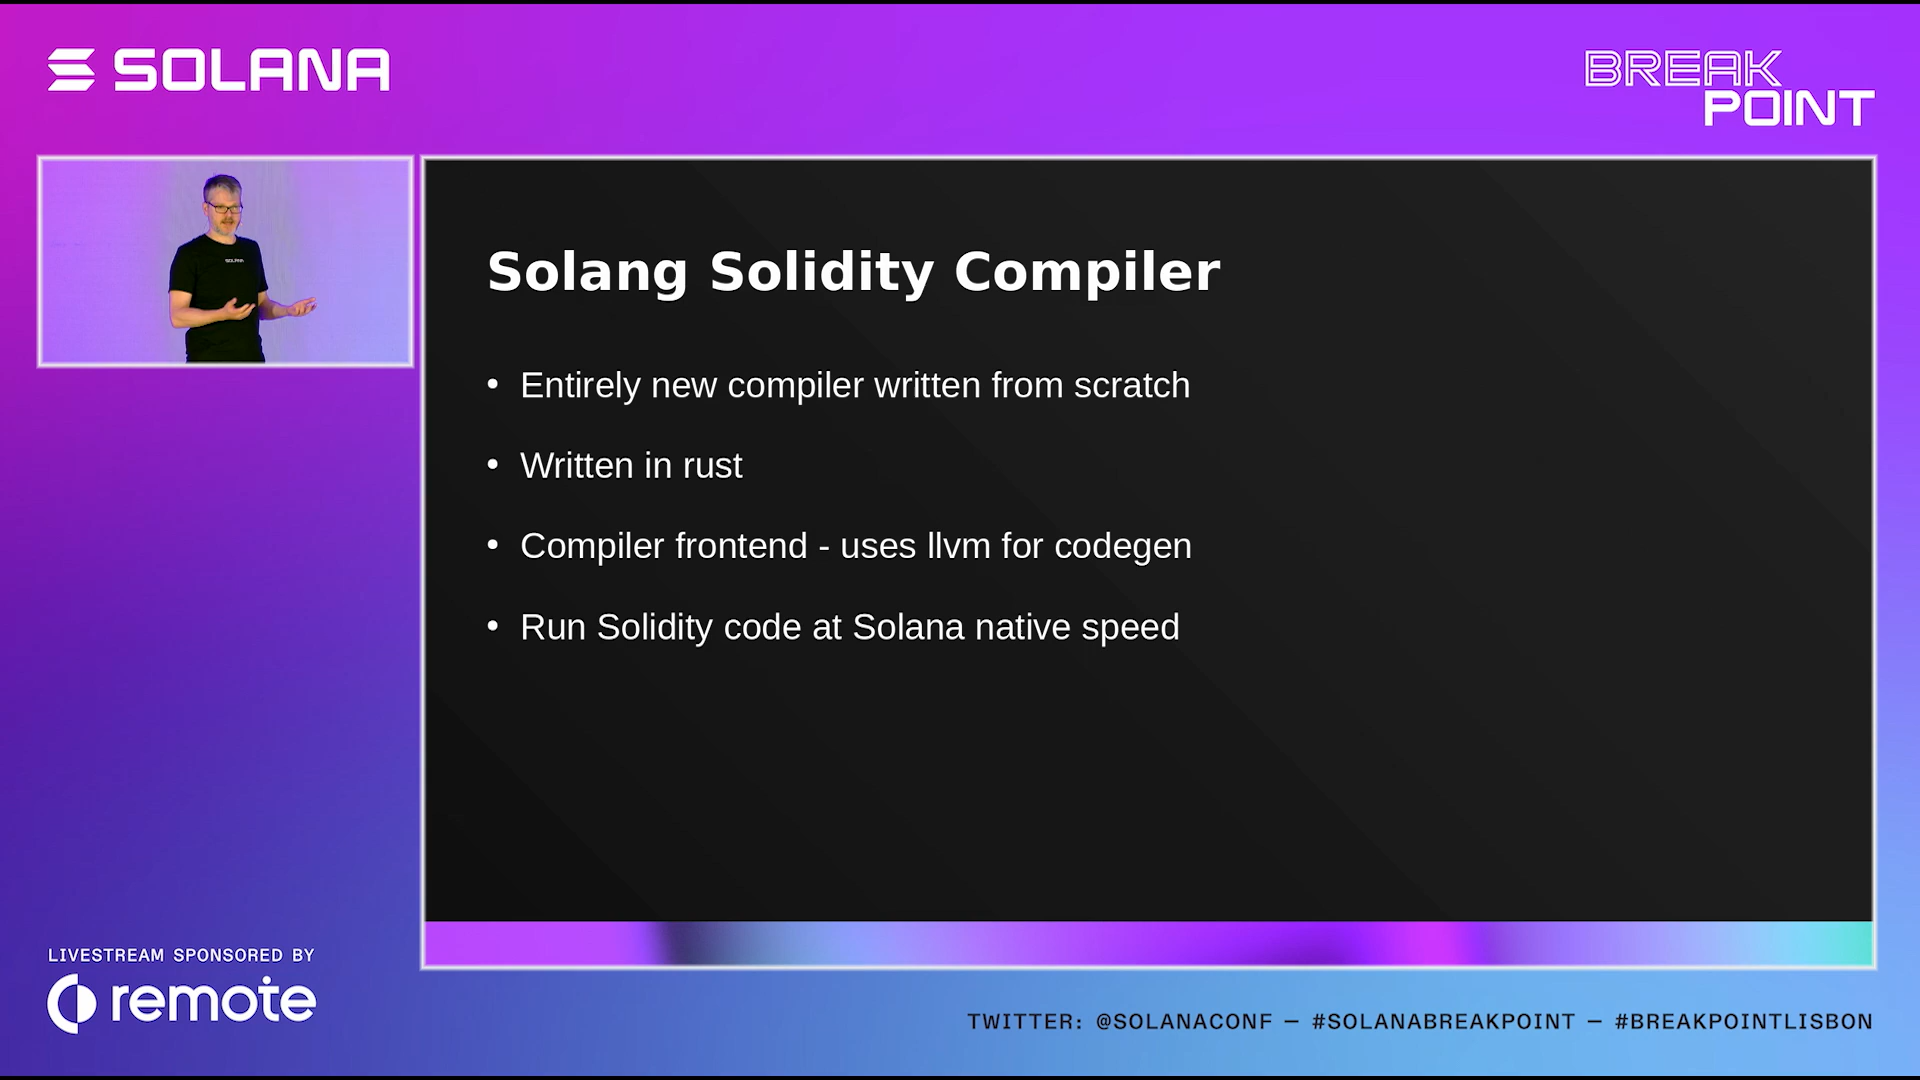 SOLANA
BREAK
POINT
SOLANA
Solang Solidity Compiler
• Entirely new compiler written from scratch
• Written in rust
• Compiler frontend - uses llvm for codegen
• Run Solidity code at Solana native speed
LIVESTREAM SPONSORED BY
remote
TWITTER: @SOLANACONF – #SOLANABREAKPOINT – #BREAKPOINTLISBON